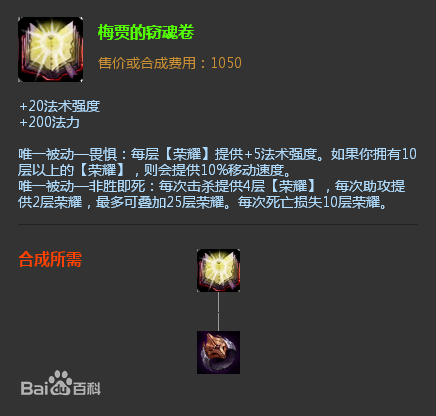 梅贾的窃魂卷
售价或合成费用：1050
+20法术强度
+200法力
唯一被动—畏惧：每层【荣耀】提供+5法术强度。如果你拥有10
层以上的【荣耀】，则会提供10%移动速度。
唯一被动—非胜即死：每次击杀提供4层【荣耀】，每次助攻提
供2层荣耀，最多可叠加25层荣耀。每次死亡损失10层荣耀。
合成所需
Baidu百科